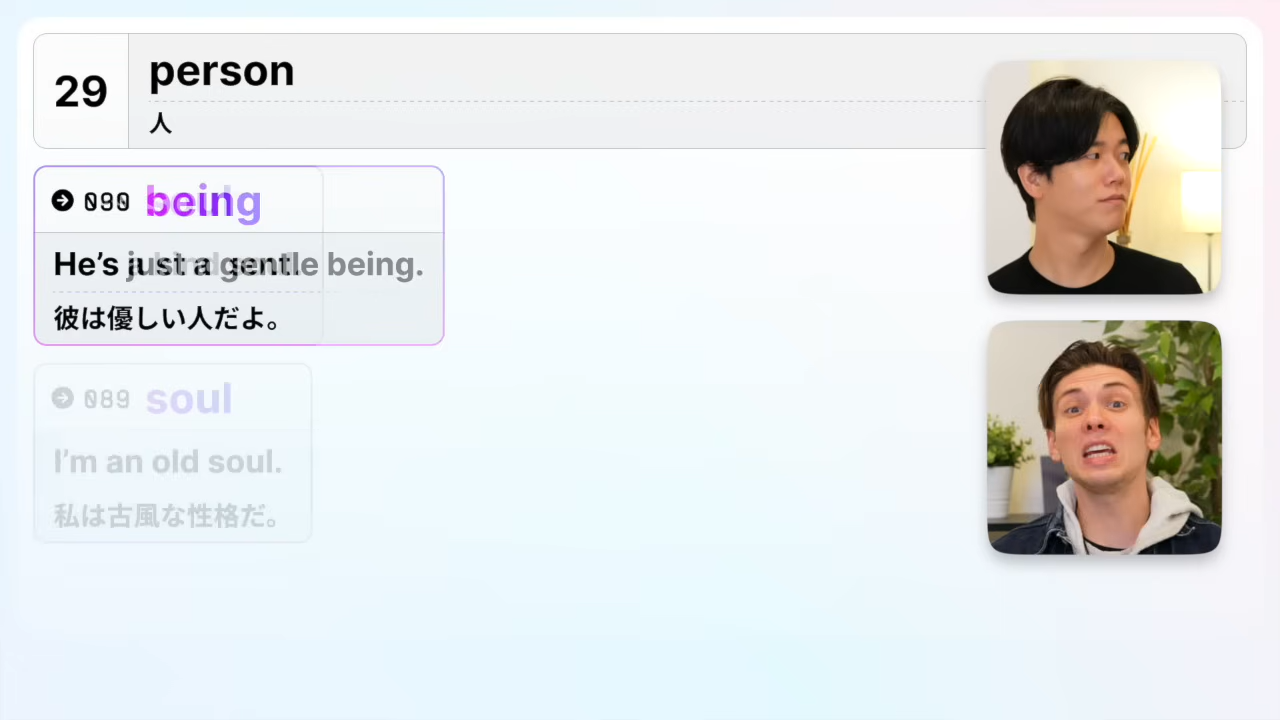 29
person
人
090 being
He's just a gentle being.
彼は優しい人だよ。
089 soul
I'm an old soul.
私は古風な性格だ。